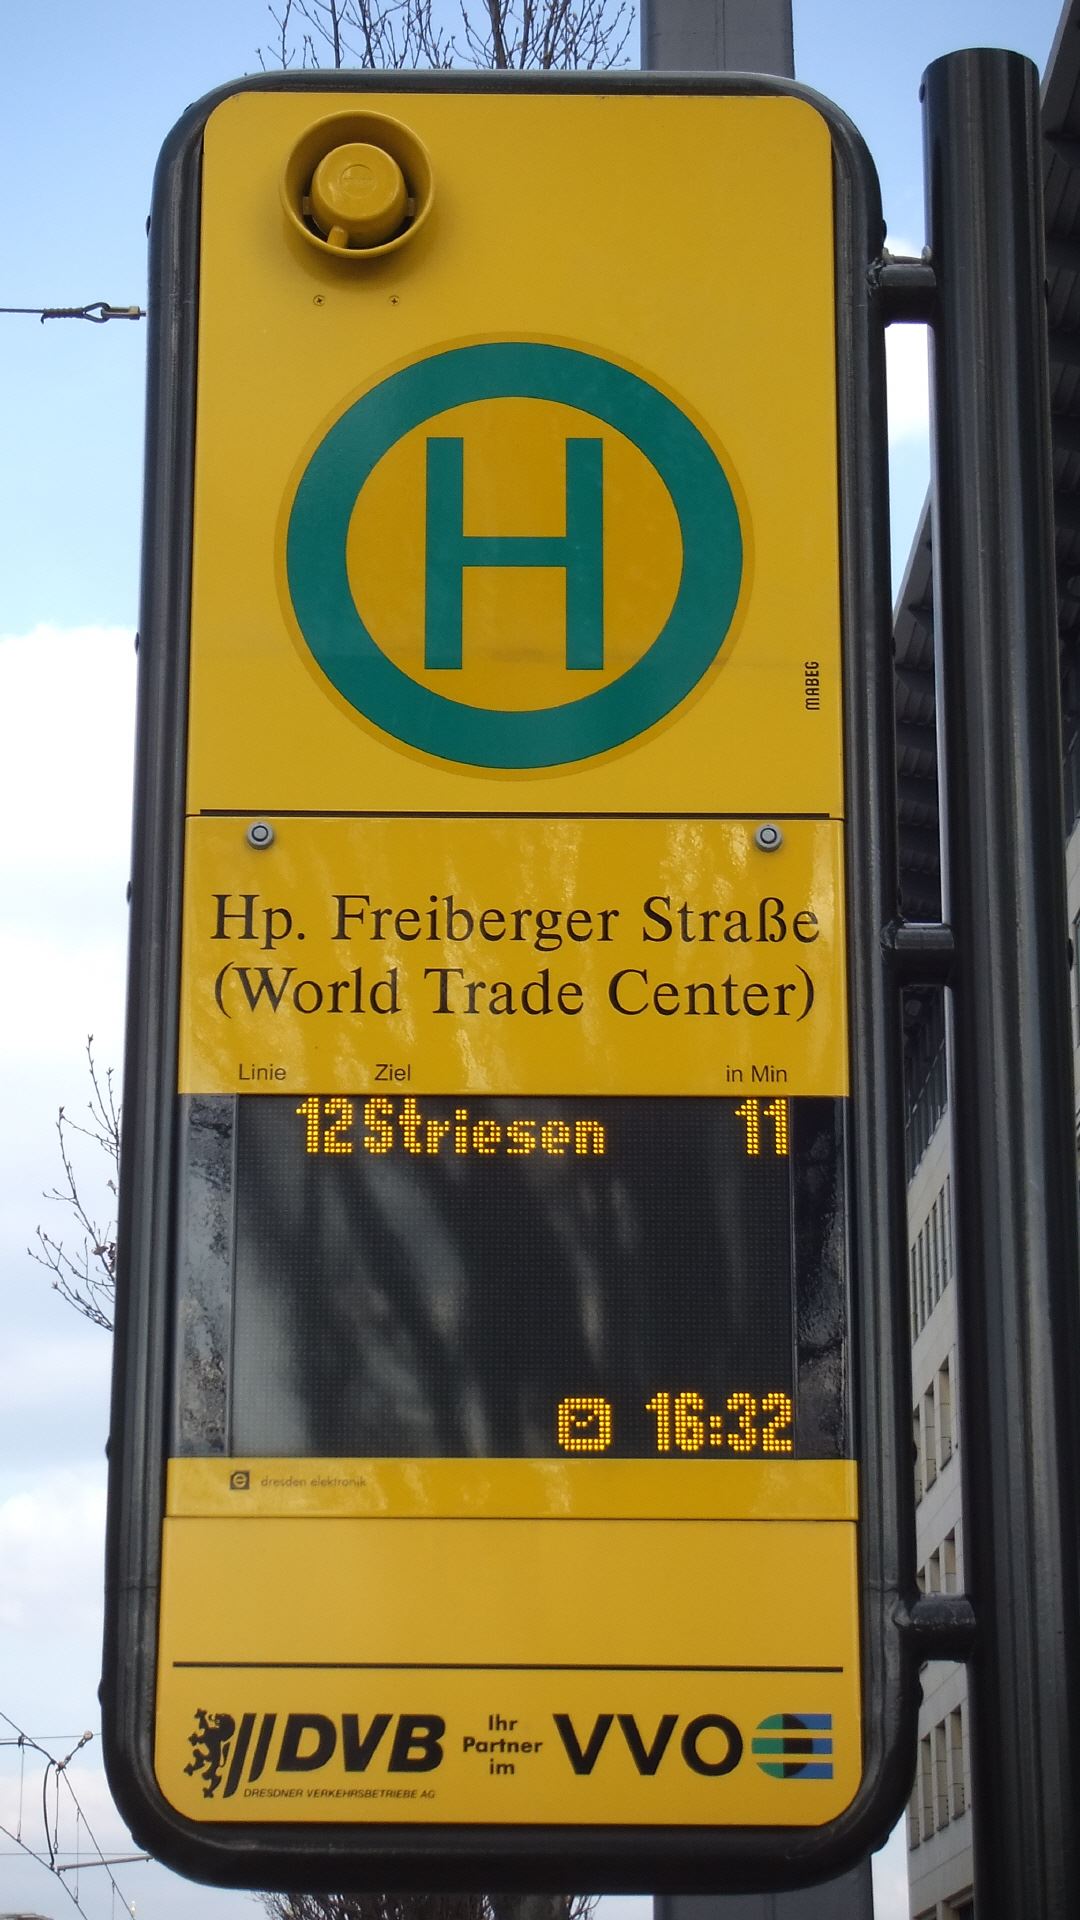 H
MABEG
Hp. Freiberger Straße
(World Trade Center)
Linie Ziel in Min
12 Striesen 11
16:32
e dresden elektronik
DVB Ihr Partner im VVO
DRESDNER VERKEHRSBETRIEBE AG